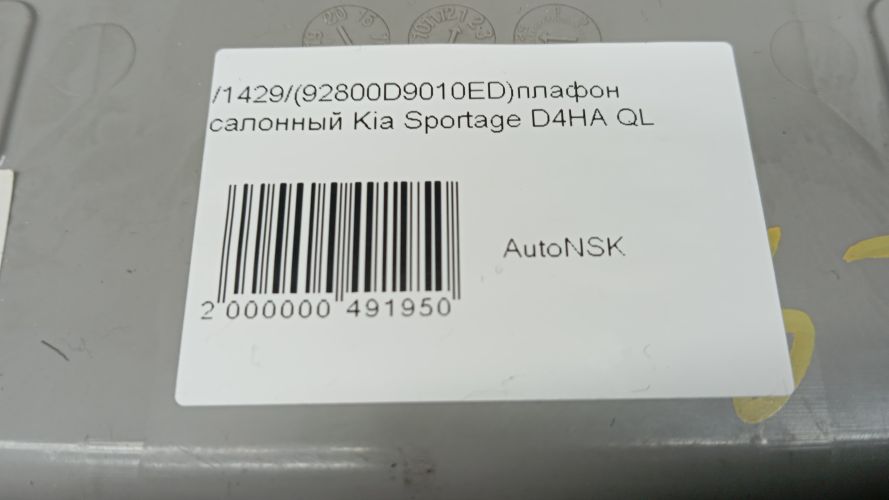 /1429/(92800D9010ED)плафон
салонный Kia Sportage D4HA QL
AutoNSK
2 000000 491950